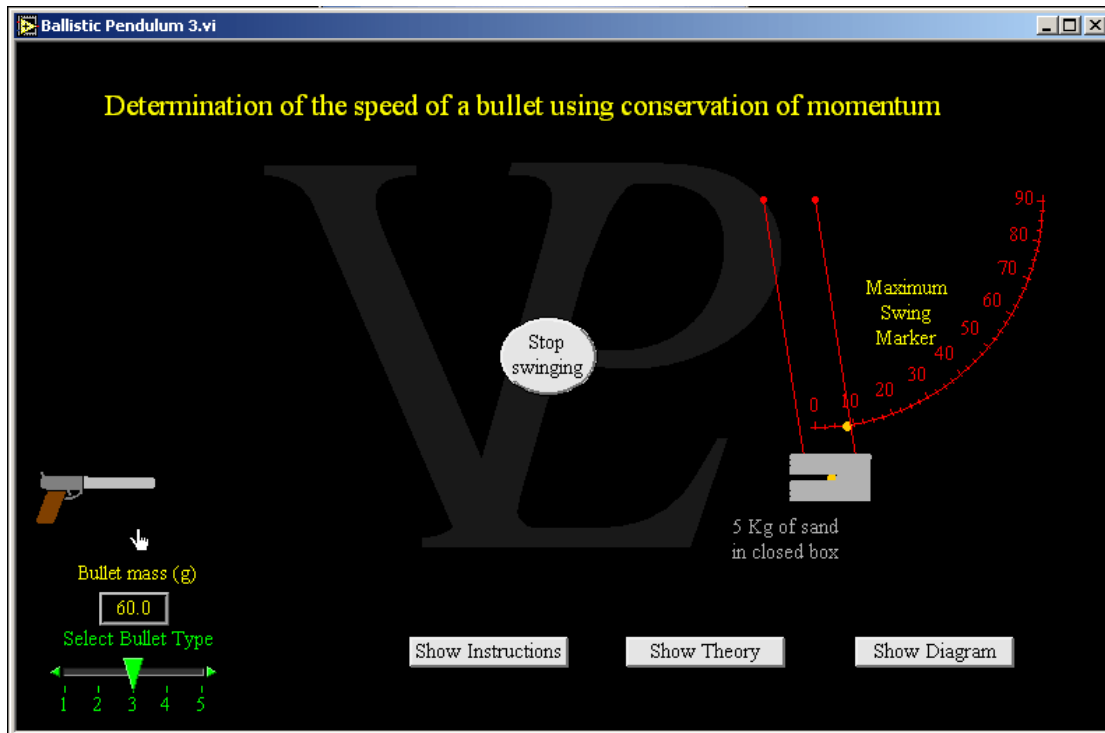 Ballistic Pendulum 3.vi
Determination of the speed of a bullet using conservation of momentum
VPL
90
80
70
Maximum
Swing
Marker
60
50
40
30
20
10
0
Stop
swinging
5 Kg of sand
in closed box
Bullet mass (g)
60.0
Select Bullet Type
1 2 3 4 5
Show Instructions
Show Theory
Show Diagram